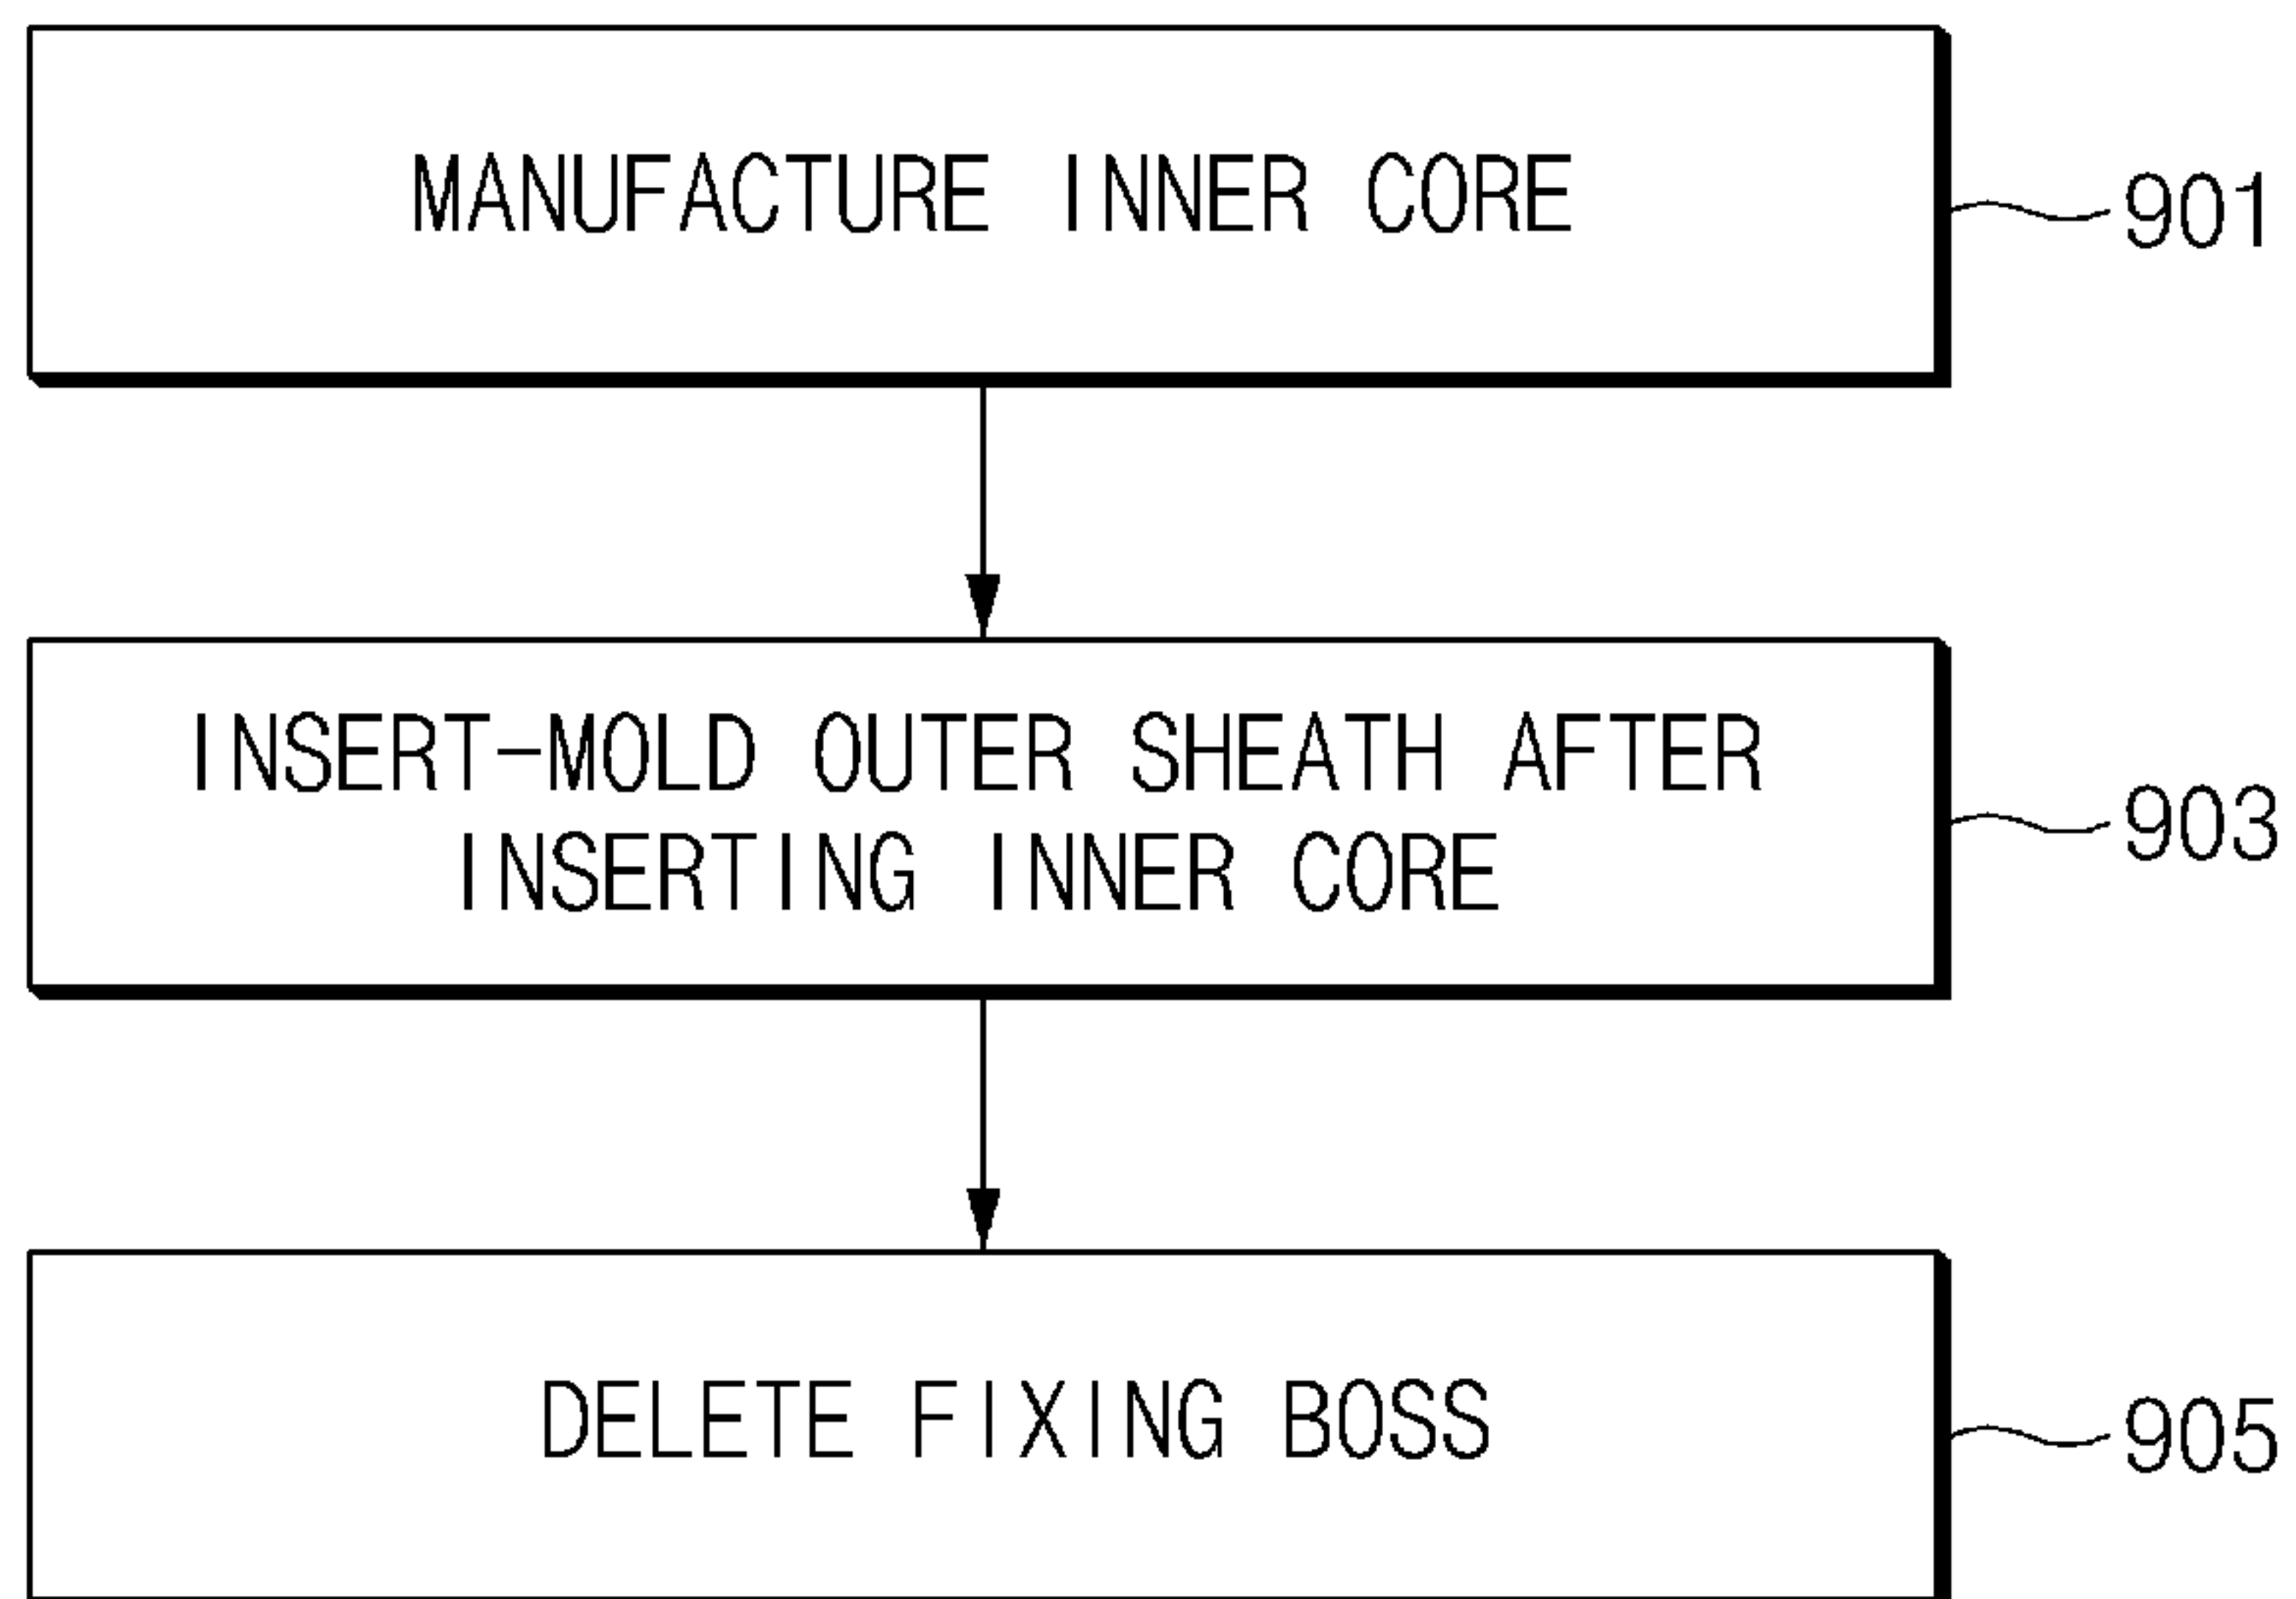 MANUFACTURE INNER CORE
901
INSERT-MOLD OUTER SHEATH AFTER
INSERTING INNER CORE
903
DELETE FIXING BOSS
905